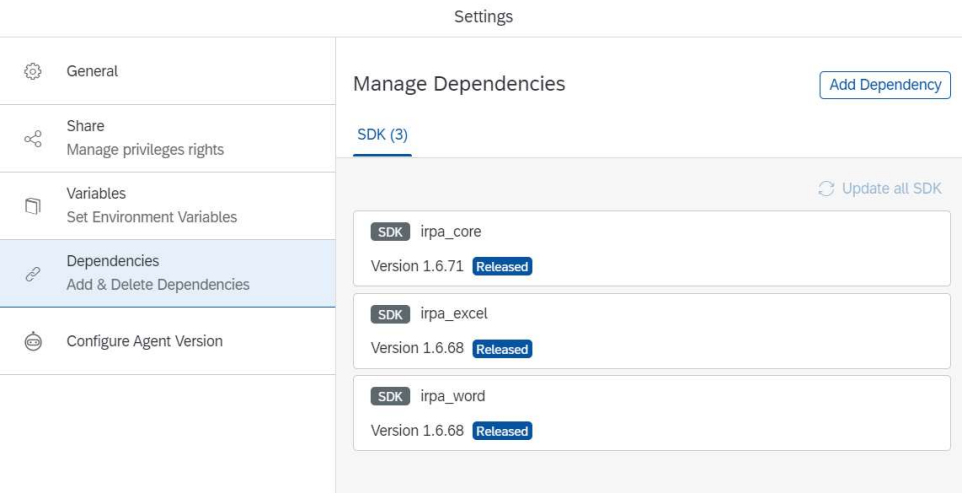 Settings
General
Share
Manage privileges rights
Variables
Set Environment Variables
Dependencies
Add & Delete Dependencies
Configure Agent Version
Manage Dependencies
Add Dependency
SDK (3)
Update all SDK
SDK irpa_core
Version 1.6.71 Released
SDK irpa_excel
Version 1.6.68 Released
SDK irpa_word
Version 1.6.68 Released